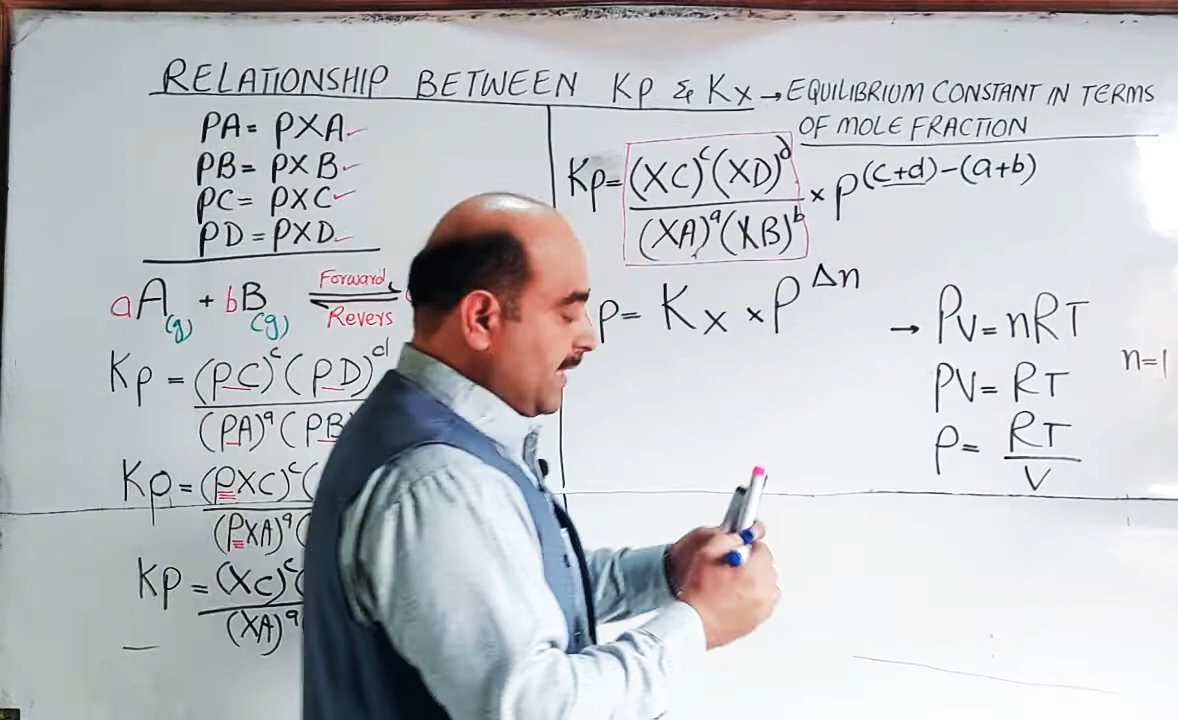 RELATIONSHIP BETWEEN Kp & Kx → EQUILIBRIUM CONSTANT IN TERMS
OF MOLE FRACTION
PA = PXA
PB = PXB
PC = PXC
PD = PXD
aA(g) + bB(g) ⇌ Forward Revers
Kp = (PC)^c (PD)^d / (PA)^a (PB
Kp = (PXC)^c ( / (PXA)^a (
Kp = (XC)^c / (XA)^a
Kp = (XC)^c (XD)^d / (XA)^a (XB)^b × P^(c+d)-(a+b)
p = Kx × P^Δn
→ PV = nRT
n=1
PV = RT
P = RT / V